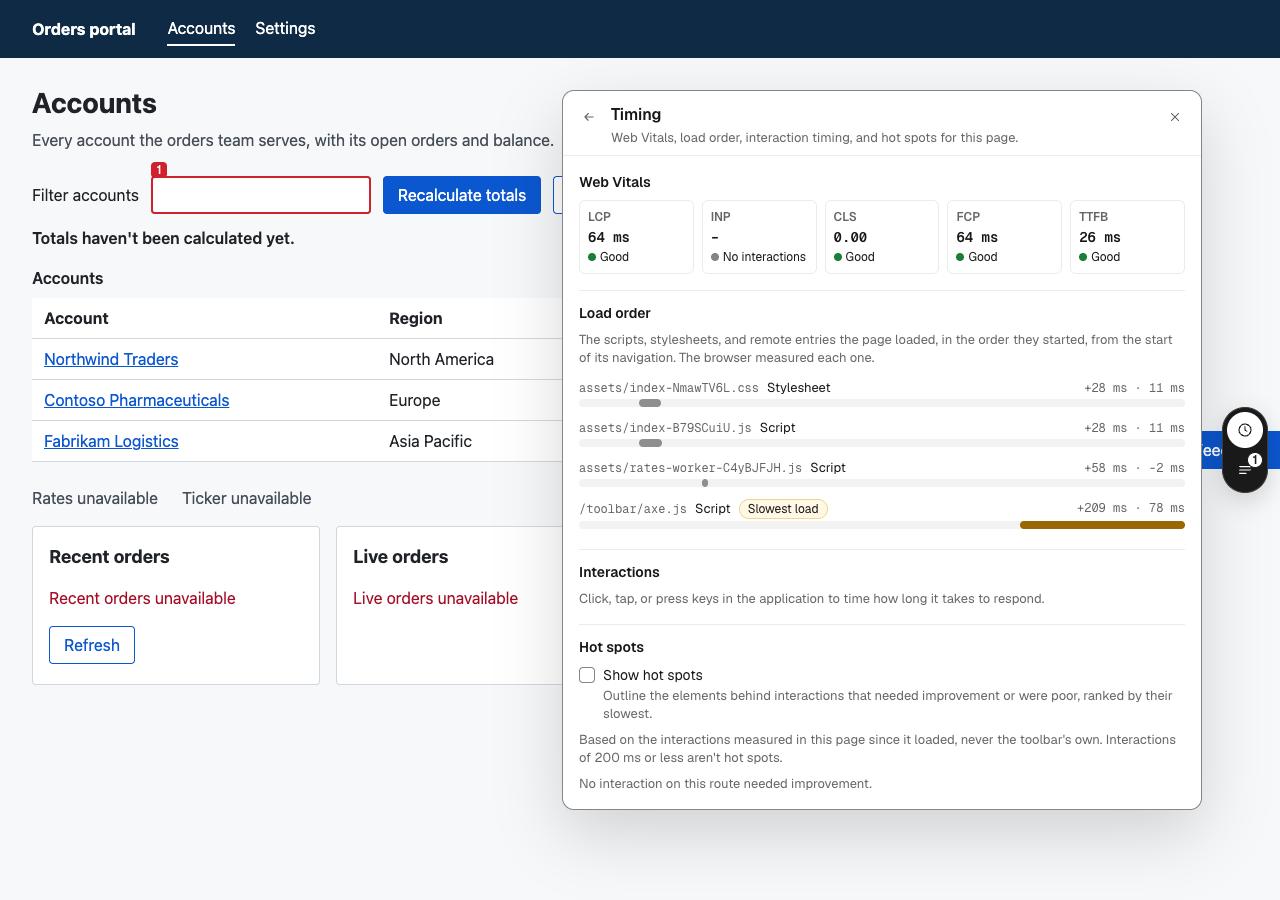 Orders portal
Accounts
Settings
Accounts
Every account the orders team serves, with its open orders and balance.
1
Filter accounts
Recalculate totals
Totals haven't been calculated yet.
Accounts
Account
Region
Northwind Traders
North America
Contoso Pharmaceuticals
Europe
Fabrikam Logistics
Asia Pacific
Rates unavailable
Ticker unavailable
Recent orders
Recent orders unavailable
Refresh
Live orders
Live orders unavailable
Timing
Web Vitals, load order, interaction timing, and hot spots for this page.
Web Vitals
LCP
64 ms
Good
INP
–
No interactions
CLS
0.00
Good
FCP
64 ms
Good
TTFB
26 ms
Good
Load order
The scripts, stylesheets, and remote entries the page loaded, in the order they started, from the start
of its navigation. The browser measured each one.
assets/index-NmawTV6L.css Stylesheet +28 ms · 11 ms
assets/index-B79SCuiU.js Script +28 ms · 11 ms
assets/rates-worker-C4yBJFJH.js Script +58 ms · -2 ms
/toolbar/axe.js Script Slowest load +209 ms · 78 ms
Interactions
Click, tap, or press keys in the application to time how long it takes to respond.
Hot spots
Show hot spots
Outline the elements behind interactions that needed improvement or were poor, ranked by their
slowest.
Based on the interactions measured in this page since it loaded, never the toolbar's own. Interactions
of 200 ms or less aren't hot spots.
No interaction on this route needed improvement.
1